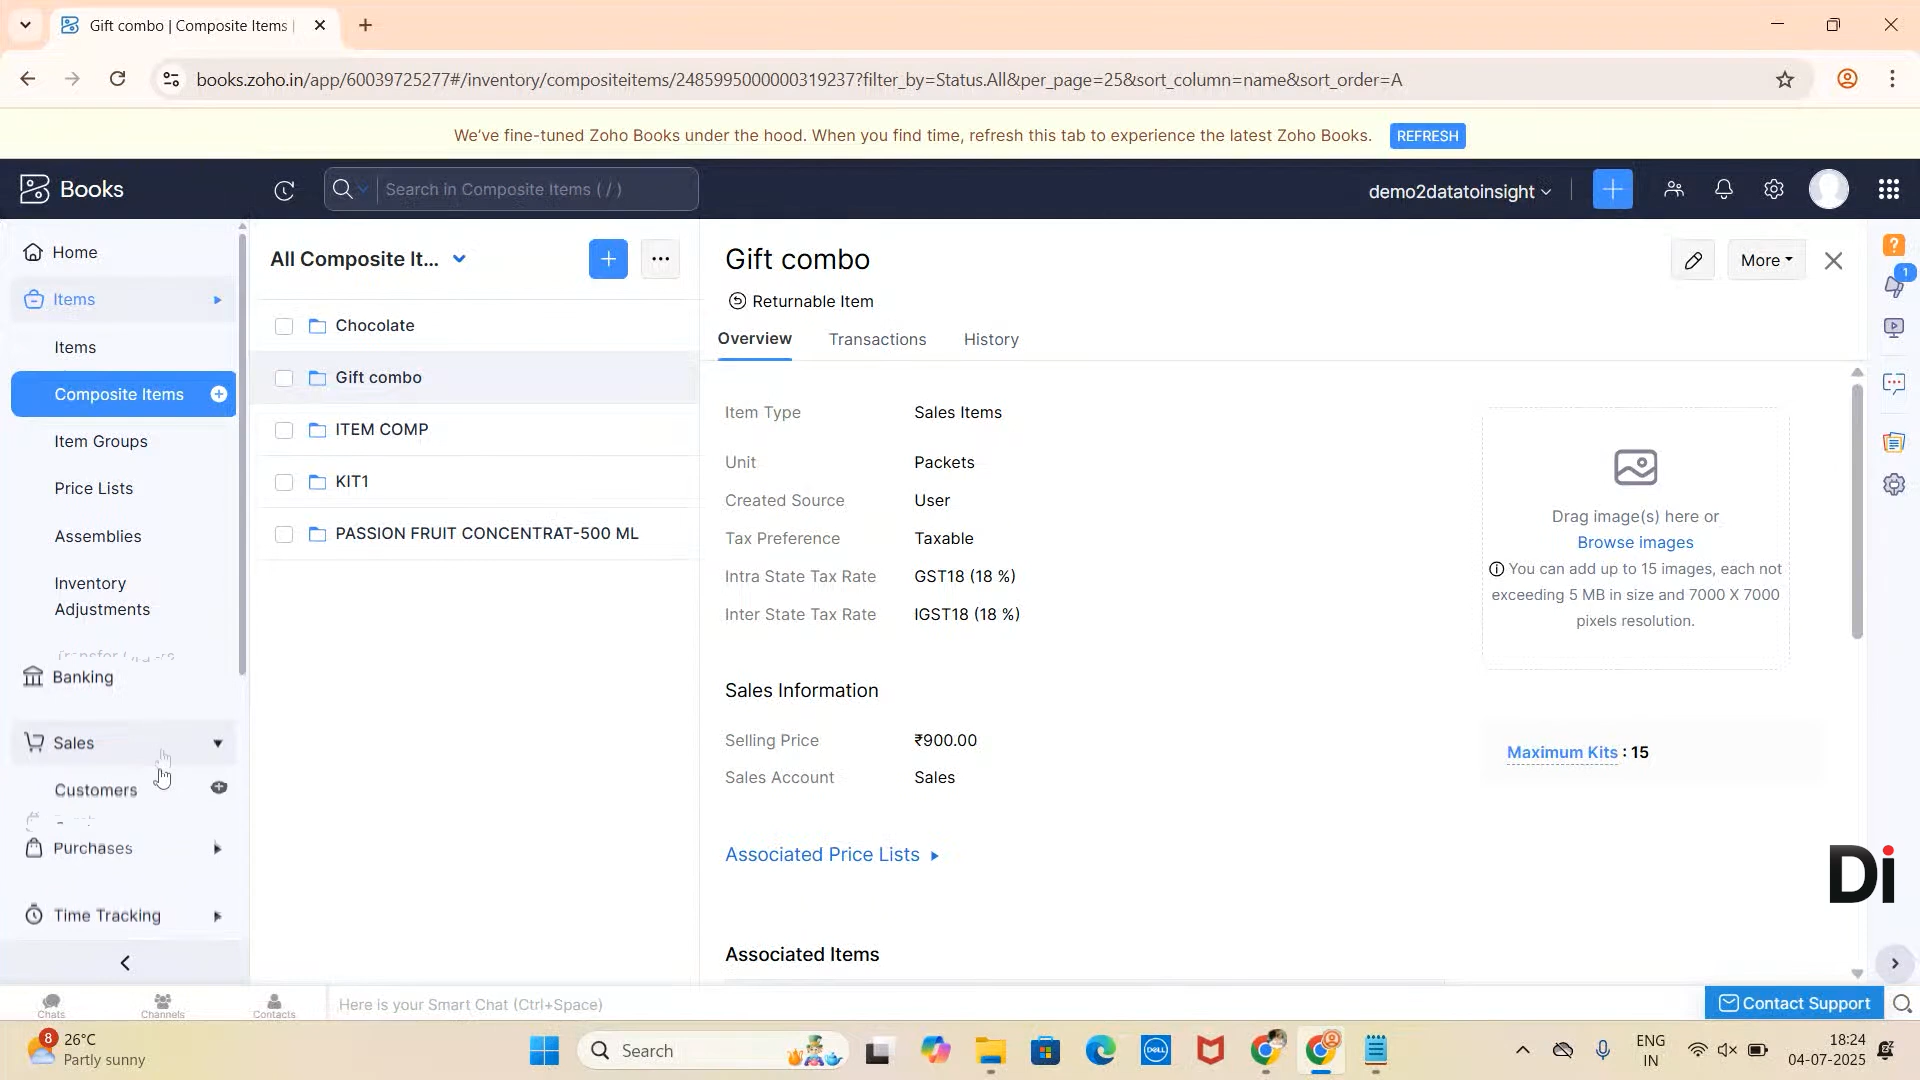 Gift combo | Composite Items |
books.zoho.in/app/60039725277#/inventory/compositeitems/2485995000000319237?filter_by=Status.All&per_page=25&sort_column=name&sort_order=A
We've fine-tuned Zoho Books under the hood. When you find time, refresh this tab to experience the latest Zoho Books. REFRESH
Books
Search in Composite Items ( / )
demo2datatoinsight
Home
Items
Items
Composite Items
Item Groups
Price Lists
Assemblies
Inventory
Adjustments
Banking
Sales
Customers
Purchases
Time Tracking
All Composite It...
Chocolate
Gift combo
ITEM COMP
KIT1
PASSION FRUIT CONCENTRAT-500 ML
Gift combo
More
Returnable Item
Overview Transactions History
Item Type Sales Items
Unit Packets
Created Source User
Tax Preference Taxable
Intra State Tax Rate GST18 (18 %)
Inter State Tax Rate IGST18 (18 %)
Drag image(s) here or
Browse images
You can add up to 15 images, each not
exceeding 5 MB in size and 7000 X 7000
pixels resolution.
Sales Information
Selling Price ₹900.00
Sales Account Sales
Maximum Kits : 15
Associated Price Lists
Associated Items
1
Di
Chats Channels Contacts
Here is your Smart Chat (Ctrl+Space)
Contact Support
8
26°C
Partly sunny
Search
DELL
ENG
IN
18:24
04-07-2025